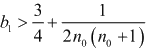 b₁ > 3/4 + 1/(2n₀(n₀+1))